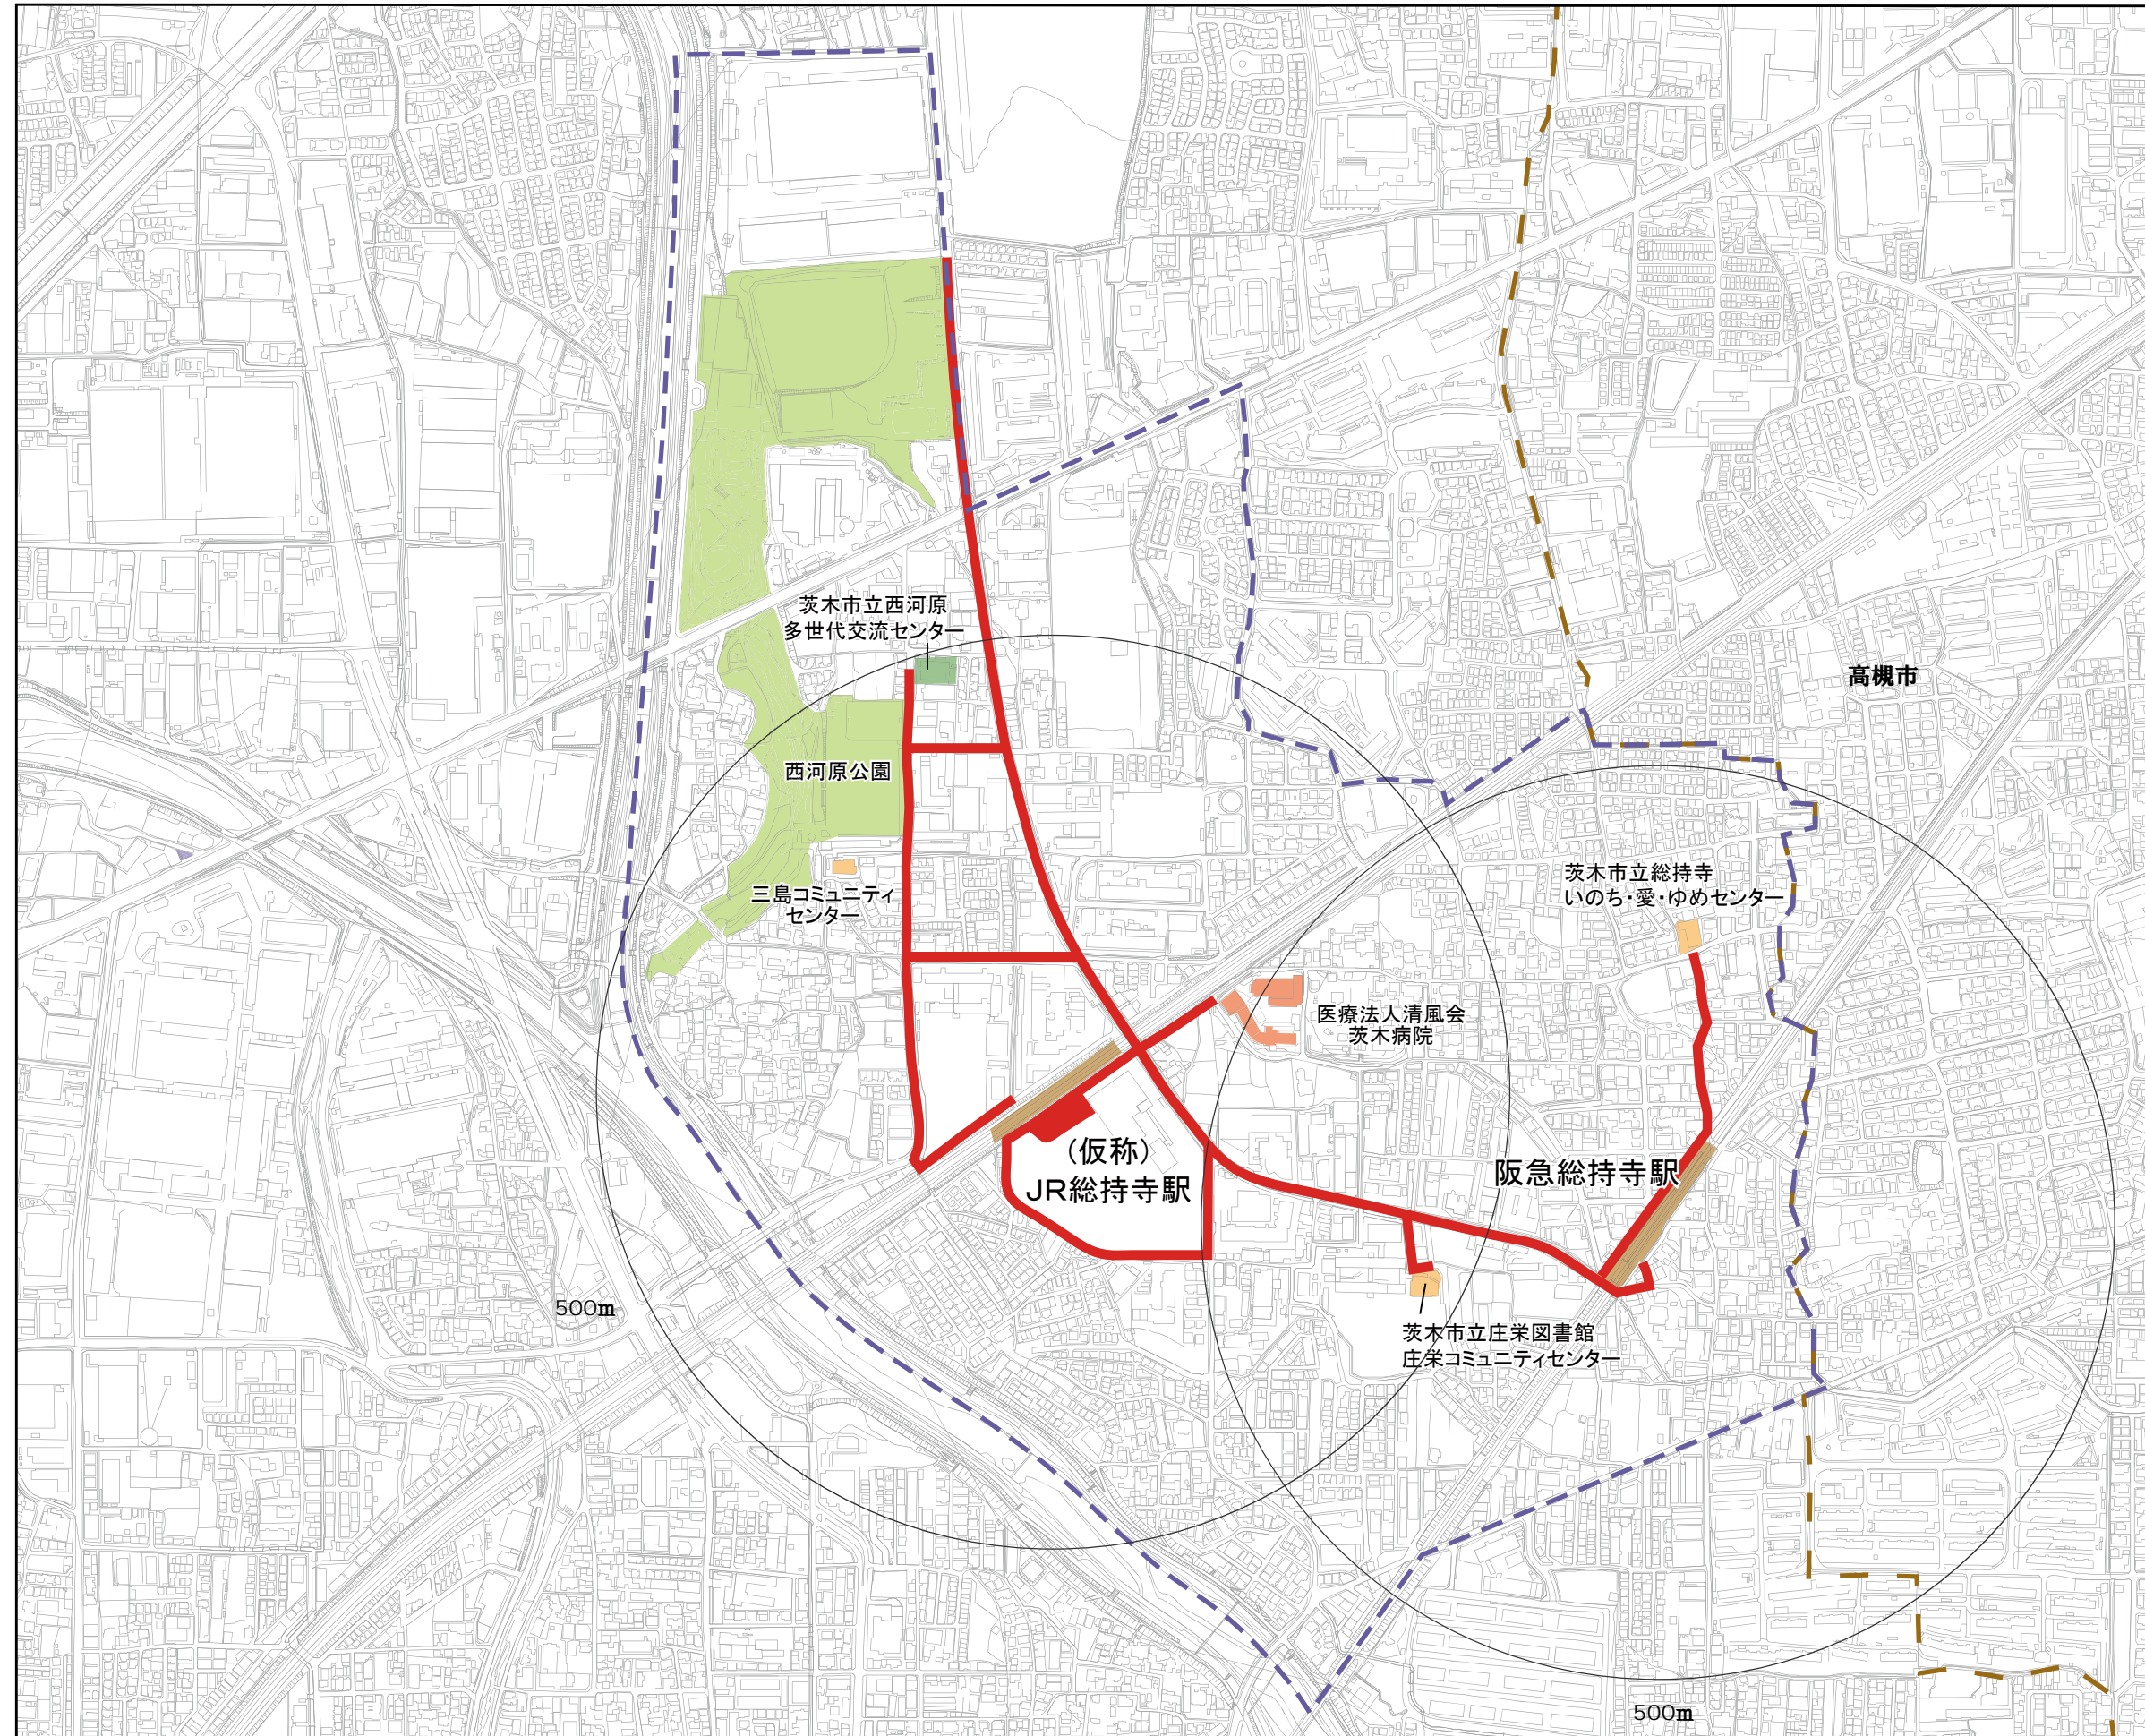 茨木市立西河原
多世代交流センター
高槻市
西河原公園
三島コミュニティ
センター
茨木市立総持寺
いのち・愛・ゆめセンター
医療法人清風会
茨木病院
(仮称)
JR総持寺駅
阪急総持寺駅
500m
茨木市立庄栄図書館
庄栄コミュニティセンター
500m